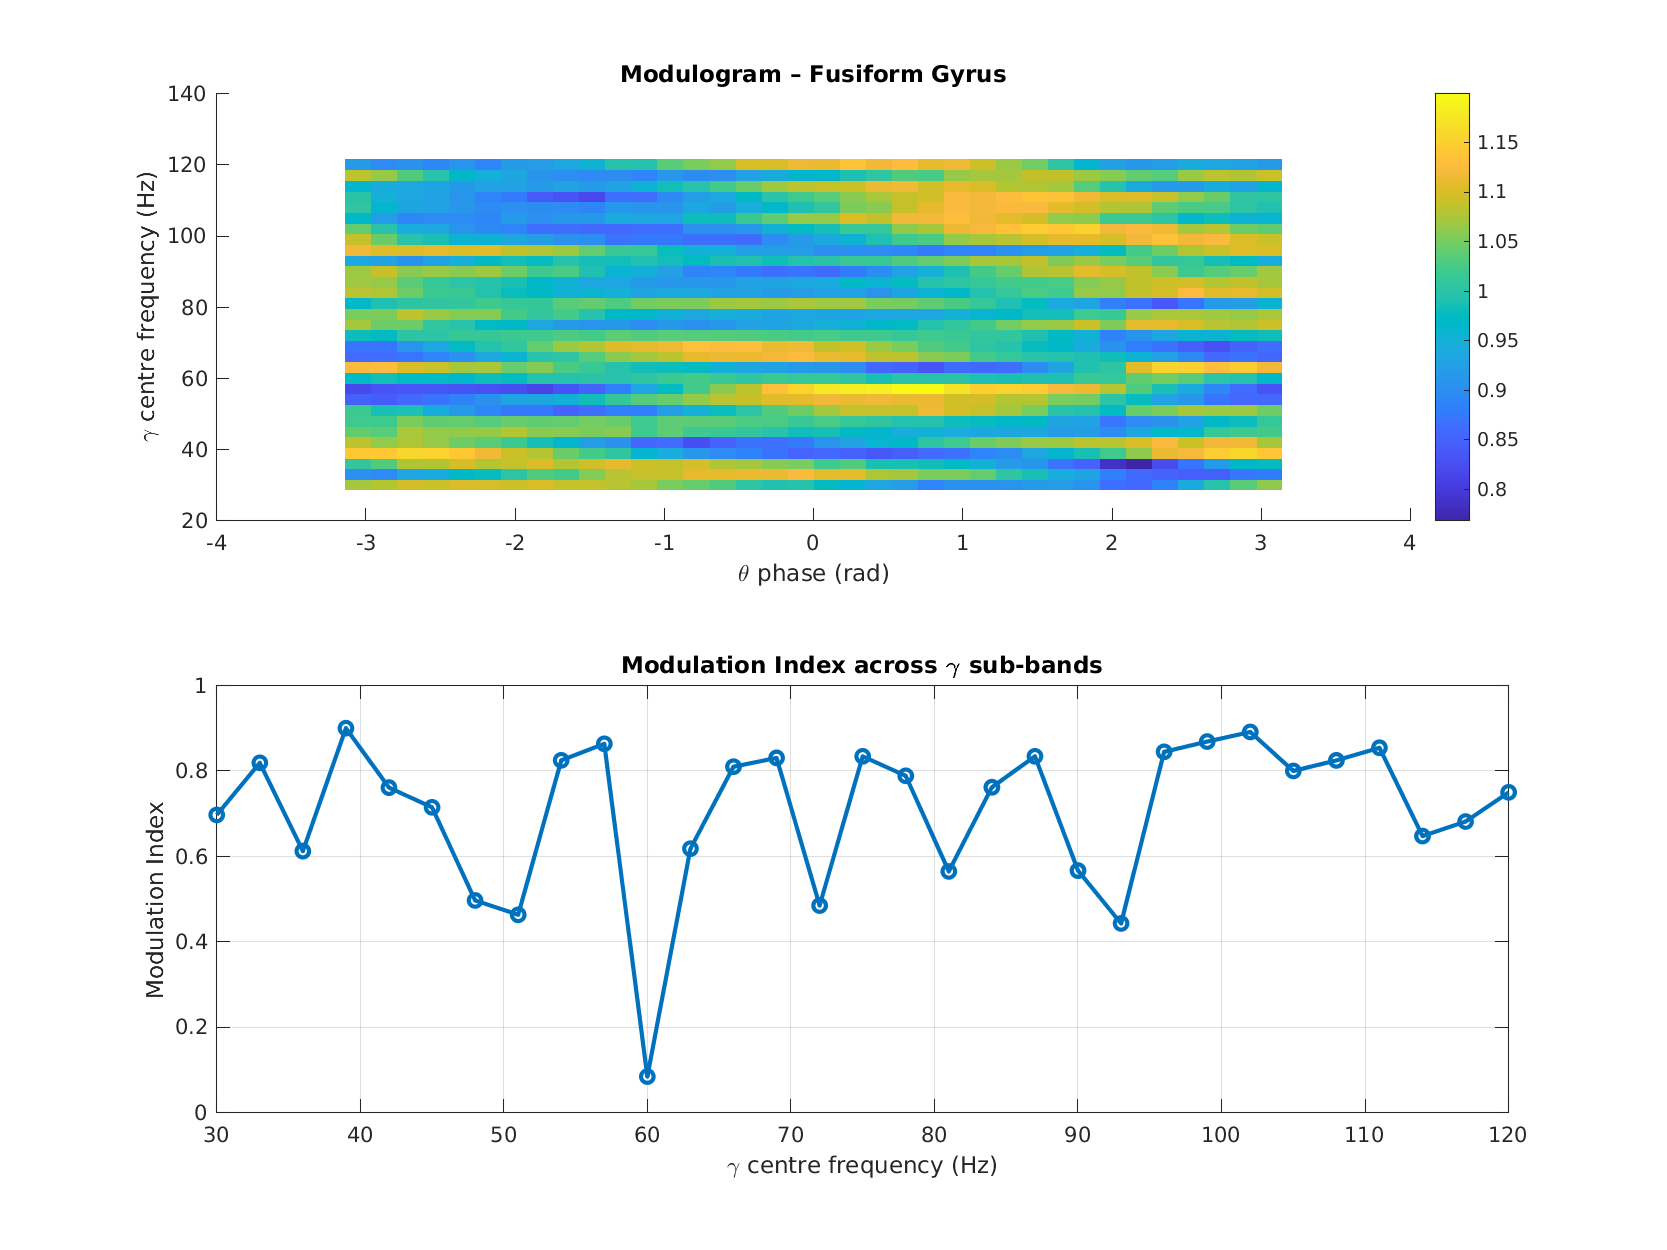 Modulogram – Fusiform Gyrus
140
120
100
80
60
40
20
γ centre frequency (Hz)
-4 -3 -2 -1 0 1 2 3 4
θ phase (rad)
1.15
1.1
1.05
1
0.95
0.9
0.85
0.8
Modulation Index across γ sub-bands
1
0.8
0.6
0.4
0.2
0
Modulation Index
30 40 50 60 70 80 90 100 110 120
γ centre frequency (Hz)